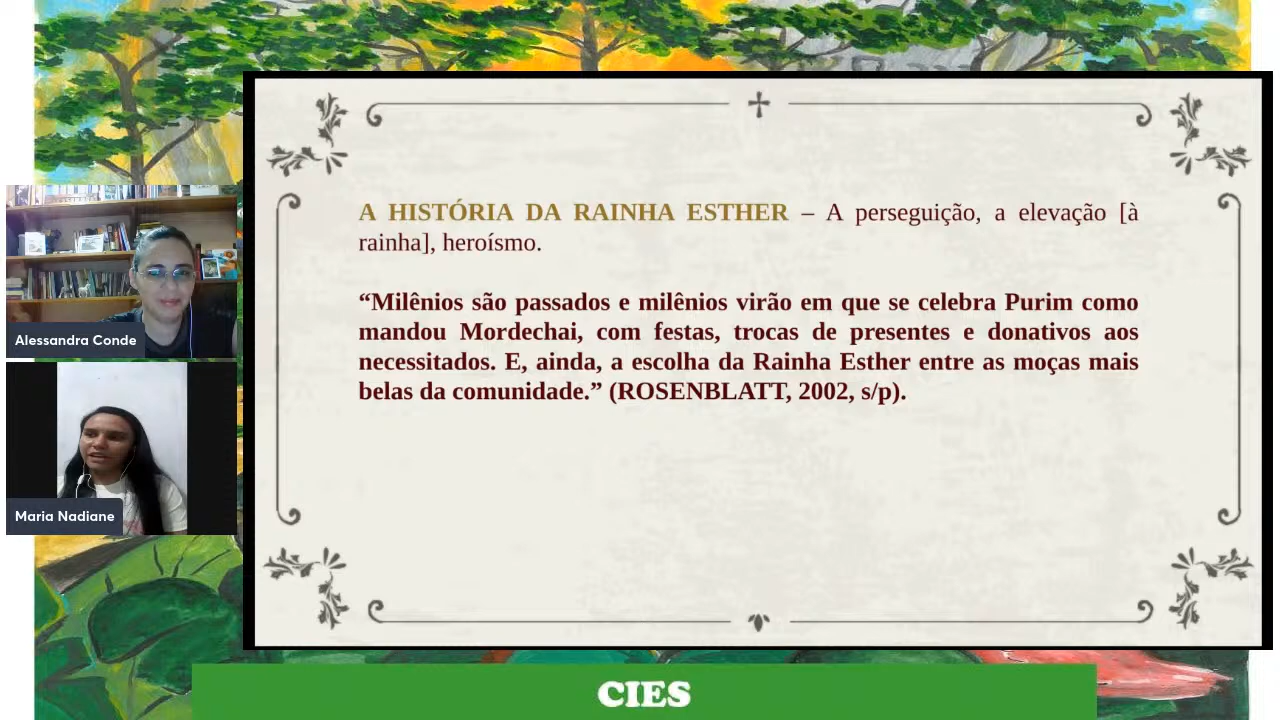 A HISTÓRIA DA RAINHA ESTHER – A perseguição, a elevação [à
rainha], heroísmo.
“Milênios são passados e milênios virão em que se celebra Purim como
mandou Mordechai, com festas, trocas de presentes e donativos aos
necessitados. E, ainda, a escolha da Rainha Esther entre as moças mais
belas da comunidade.” (ROSENBLATT, 2002, s/p).
Alessandra Conde
Maria Nadiane
CIES